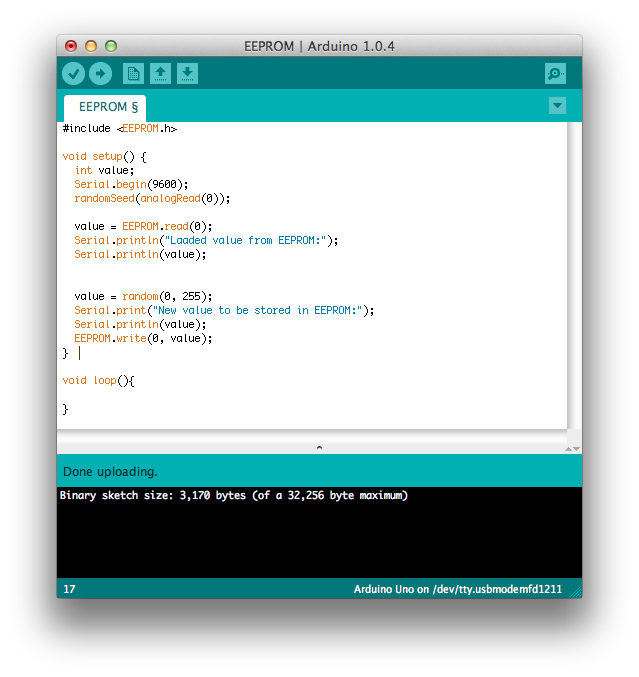 EEPROM | Arduino 1.0.4
EEPROM §
#include <EEPROM.h>
void setup() {
int value;
Serial.begin(9600);
randomSeed(analogRead(0));
value = EEPROM.read(0);
Serial.println("Laaded value from EEPROM:");
Serial.println(value);
value = random(0, 255);
Serial.print("New value to be stored in EEPROM:");
Serial.println(value);
EEPROM.write(0, value);
}
void loop(){
}
Done uploading.
Binary sketch size: 3,170 bytes (of a 32,256 byte maximum)
17 Arduino Uno on /dev/tty.usbmodemfd1211